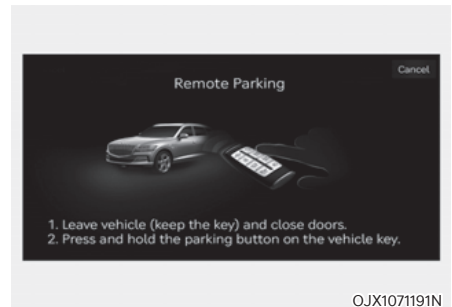 Cancel
Remote Parking
1. Leave vehicle (keep the key) and close doors.
2. Press and hold the parking button on the vehicle key.
OJX1071191N